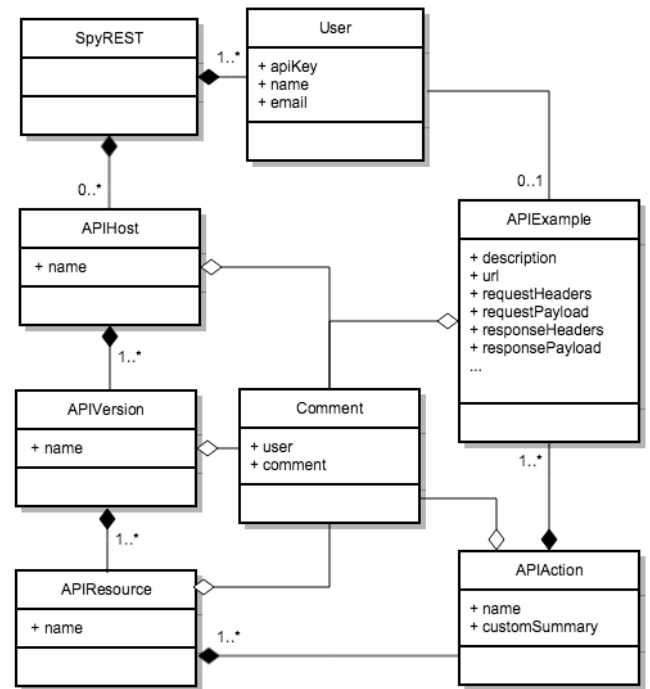 SpyREST
1..*
User
+ apiKey
+ name
+ email
0..*
0..1
APIHost
+ name
APIExample
+ description
+ url
+ requestHeaders
+ requestPayload
+ responseHeaders
+ responsePayload
...
1..*
APIVersion
+ name
Comment
+ user
+ comment
1..*
1..*
APIResource
+ name
1..*
APIAction
+ name
+ customSummary